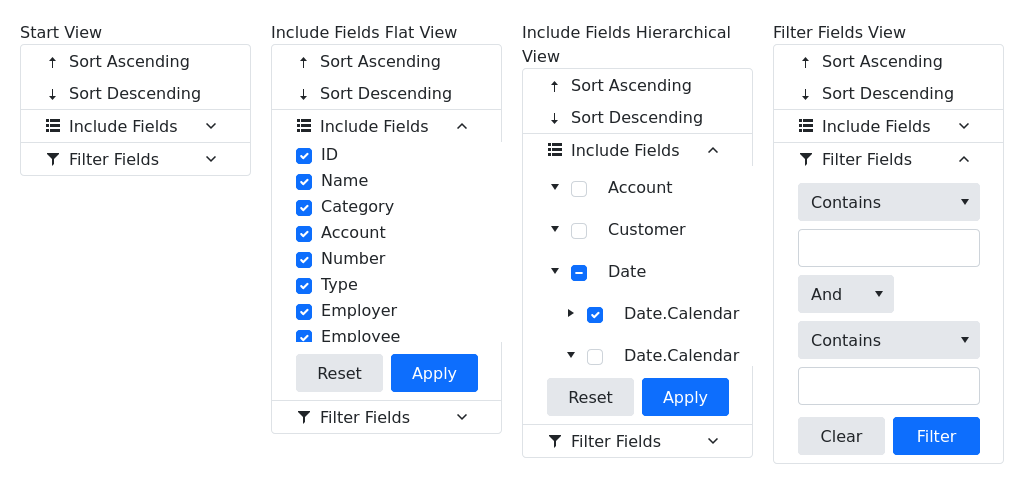 Start View
Sort Ascending
Sort Descending
Include Fields
Filter Fields
Include Fields Flat View
Sort Ascending
Sort Descending
Include Fields
ID
Name
Category
Account
Number
Type
Employer
Employee
Reset Apply
Filter Fields
Include Fields Hierarchical
View
Sort Ascending
Sort Descending
Include Fields
Account
Customer
Date
Date.Calendar
Date.Calendar
Reset Apply
Filter Fields
Filter Fields View
Sort Ascending
Sort Descending
Include Fields
Filter Fields
Contains
And
Contains
Clear Filter